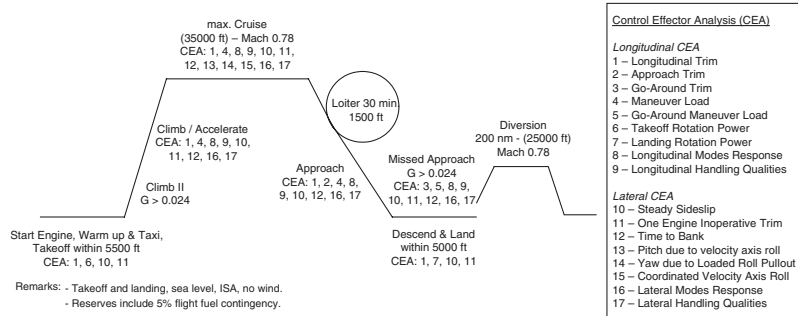 max. Cruise
(35000 ft) – Mach 0.78
CEA: 1, 4, 8, 9, 10, 11,
12, 13, 14, 15, 16, 17
Loiter 30 min.
1500 ft
Climb / Accelerate
CEA: 1, 4, 8, 9, 10,
11, 12, 16, 17
Climb II
G > 0.024
Approach
CEA: 1, 2, 4, 8,
9, 10, 12, 16, 17
Missed Approach
G > 0.024
CEA: 3, 5, 8, 9,
10, 11, 12, 16, 17
Diversion
200 nm - (25000 ft)
Mach 0.78
Start Engine, Warm up & Taxi,
Takeoff within 5500 ft
CEA: 1, 6, 10, 11
Descend & Land
within 5000 ft
CEA: 1, 7, 10, 11
Remarks: - Takeoff and landing, sea level, ISA, no wind.
- Reserves include 5% flight fuel contingency.
Control Effector Analysis (CEA)
Longitudinal CEA
1 – Longitudinal Trim
2 – Approach Trim
3 – Go-Around Trim
4 – Maneuver Load
5 – Go-Around Maneuver Load
6 – Takeoff Rotation Power
7 – Landing Rotation Power
8 – Longitudinal Modes Response
9 – Longitudinal Handling Qualities
Lateral CEA
10 – Steady Sideslip
11 – One Engine Inoperative Trim
12 – Time to Bank
13 – Pitch due to velocity axis roll
14 – Yaw due to Loaded Roll Pullout
15 – Coordinated Velocity Axis Roll
16 – Lateral Modes Response
17 – Lateral Handling Qualities